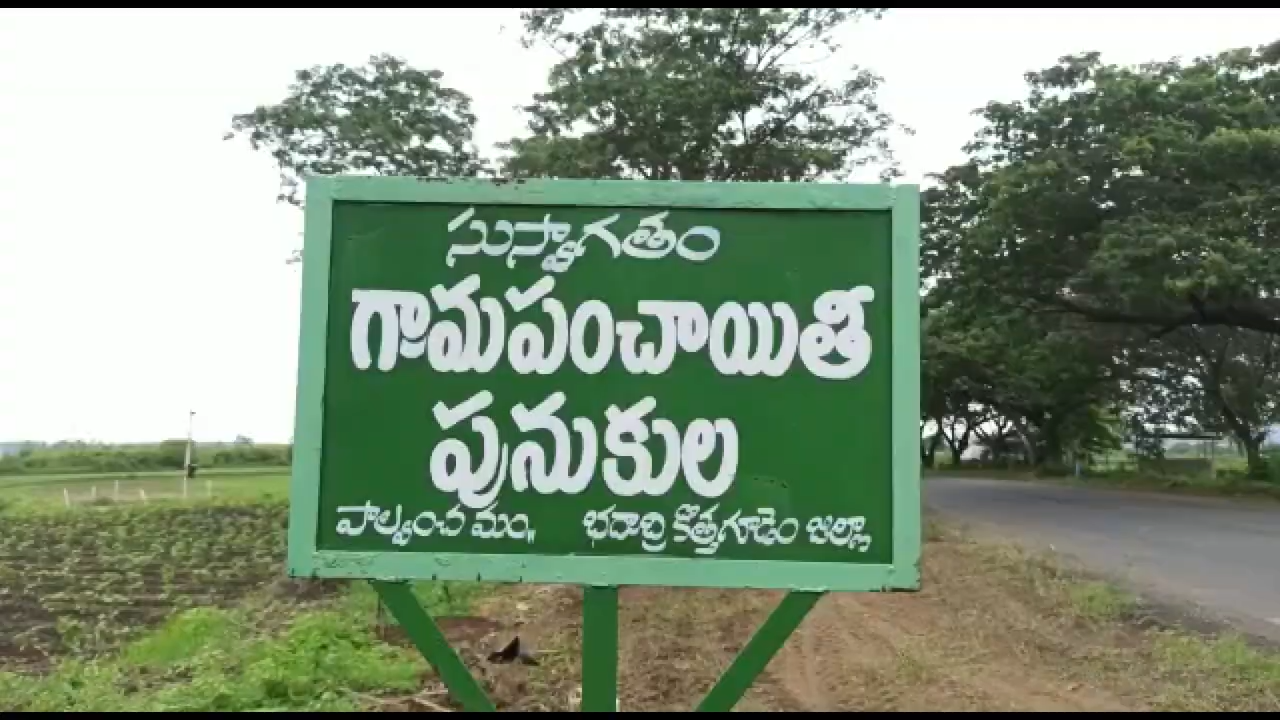 సుస్వాగతం
గ్రామపంచాయితీ
పునుకుల
పాల్వంచ మం,, భద్రాద్రి కొత్తగూడెం జిల్లా